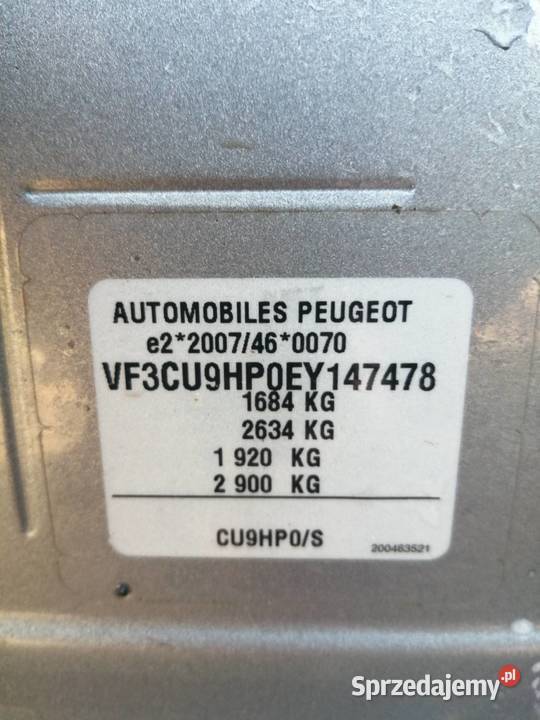 AUTOMOBILES PEUGEOT
e2*2007/46*0070
VF3CU9HP0EY147478
1684 KG
2634 KG
1 920 KG
2 900 KG
CU9HP0/S
200463521
Sprzedajemy.pl